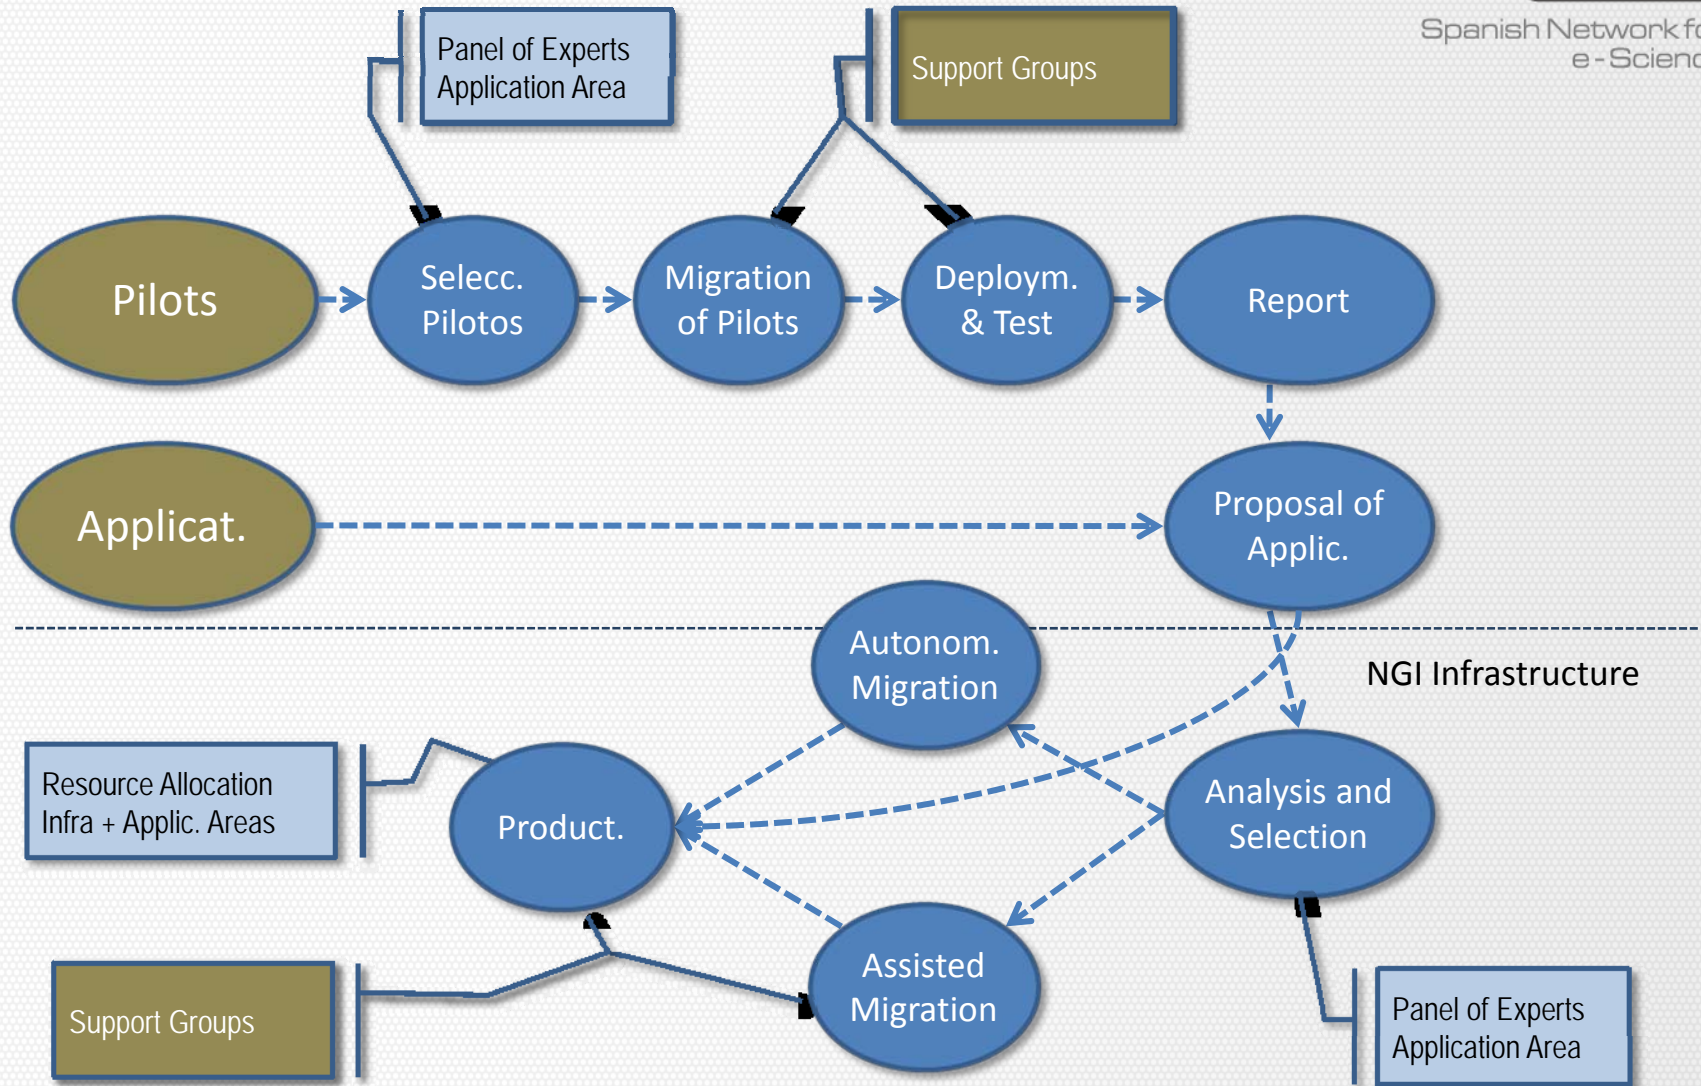 Spanish Network fo
e-Scienc
Panel of Experts
Application Area
Support Groups
Pilots
Selecc.
Pilotos
Migration
of Pilots
Deploym.
& Test
Report
Applicat.
Proposal of
Applic.
Autonom.
Migration
NGI Infrastructure
Resource Allocation
Infra + Applic. Areas
Product.
Analysis and
Selection
Assisted
Migration
Support Groups
Panel of Experts
Application Area